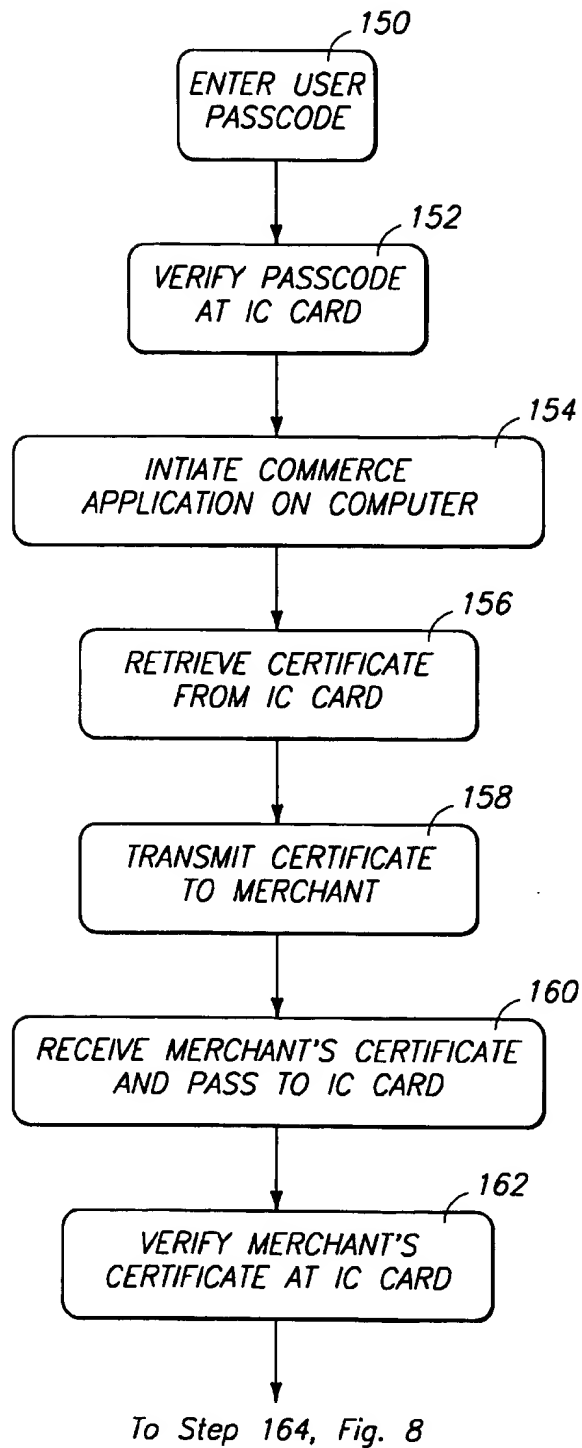 150
ENTER USER
PASSCODE
152
VERIFY PASSCODE
AT IC CARD
154
INTIATE COMMERCE
APPLICATION ON COMPUTER
156
RETRIEVE CERTIFICATE
FROM IC CARD
158
TRANSMIT CERTIFICATE
TO MERCHANT
160
RECEIVE MERCHANT'S CERTIFICATE
AND PASS TO IC CARD
162
VERIFY MERCHANT'S
CERTIFICATE AT IC CARD
To Step 164, Fig. 8